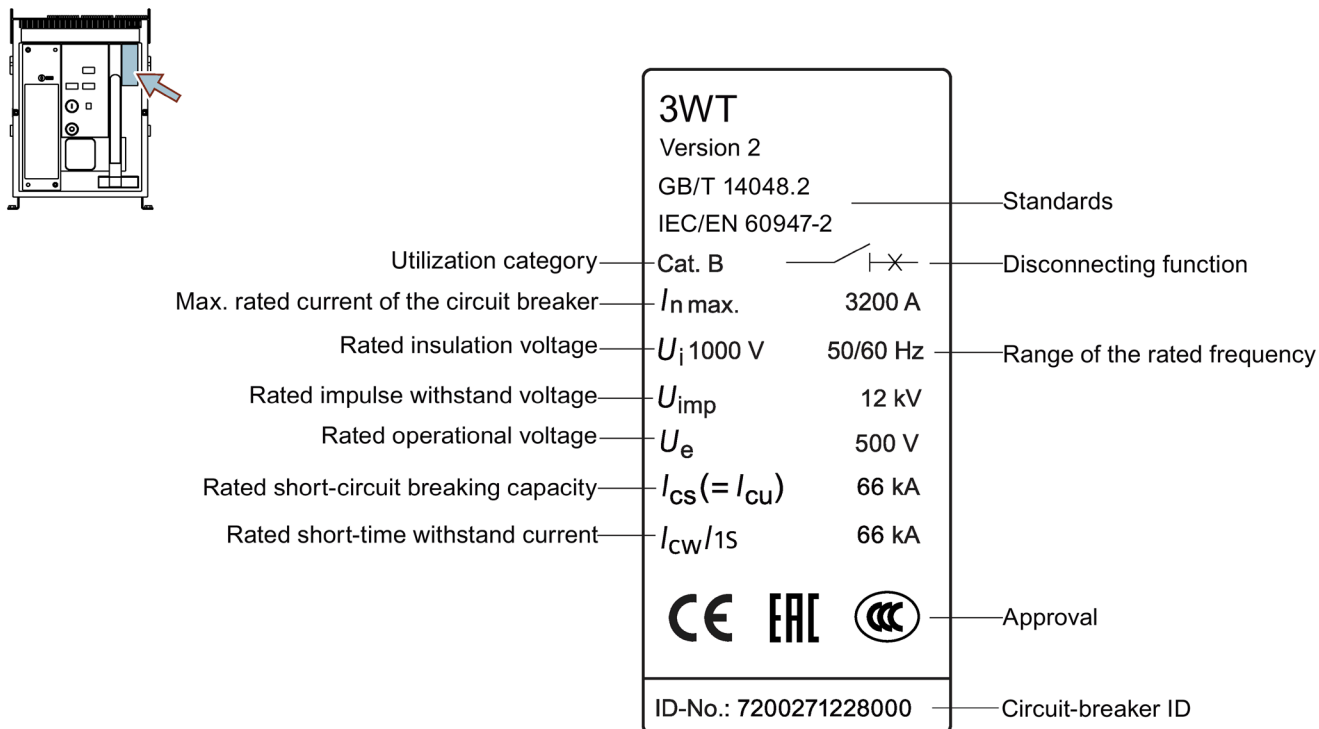 3WT
Version 2
GB/T 14048.2
IEC/EN 60947-2
Standards
Utilization category Cat. B Disconnecting function
Max. rated current of the circuit breaker In max. 3200 A
Rated insulation voltage Ui 1000 V 50/60 Hz Range of the rated frequency
Rated impulse withstand voltage Uimp 12 kV
Rated operational voltage Ue 500 V
Rated short-circuit breaking capacity Ics (= Icu) 66 kA
Rated short-time withstand current Icw/1S 66 kA
CE EAC CCC Approval
ID-No.: 7200271228000 Circuit-breaker ID